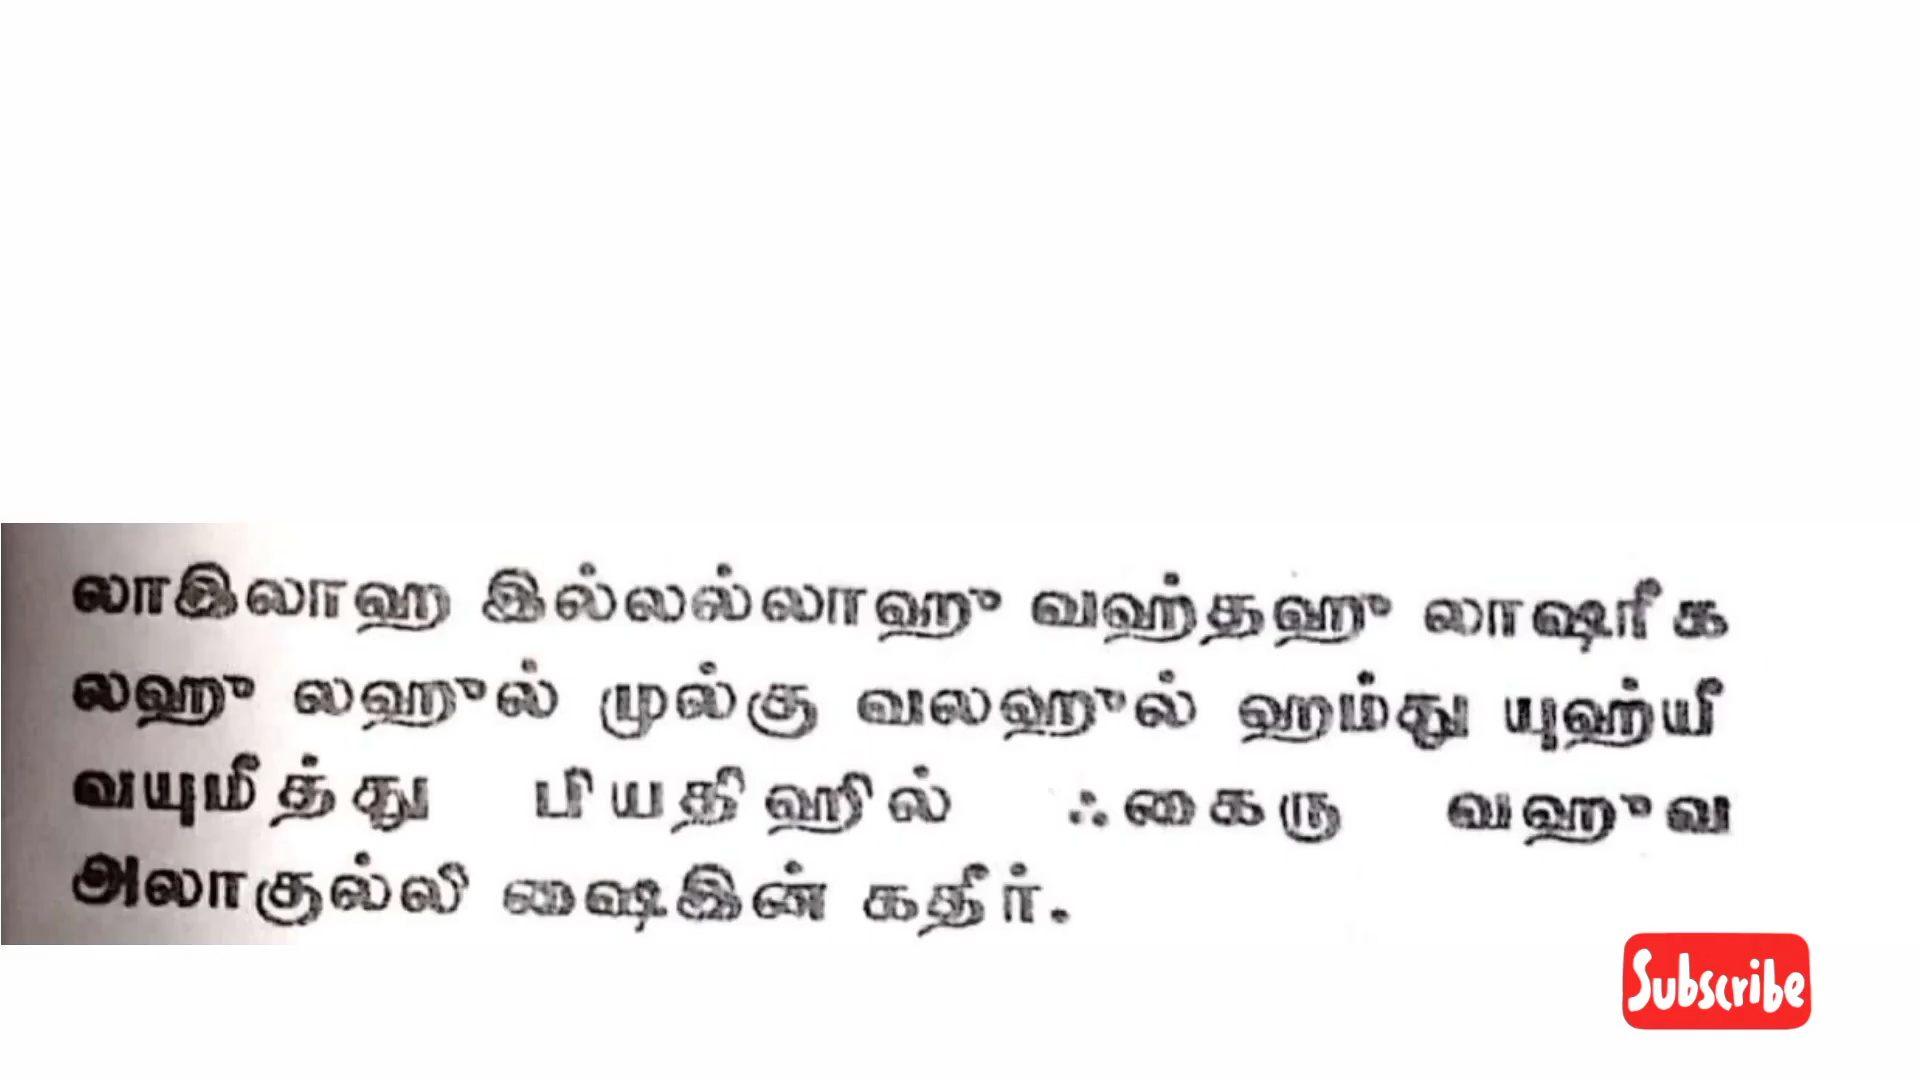 லாஇலாஹ இல்லல்லாஹு வஹ்தஹு லாஷரீக
லஹு லஹுல் முல்கு வலஹுல் ஹம்து யுஹ்யீ
வயுமீத்து பியதிஹில் ஃகைரு வஹுவ
அலாகுல்லி ஷைஇன் கதீர்.
Subscribe